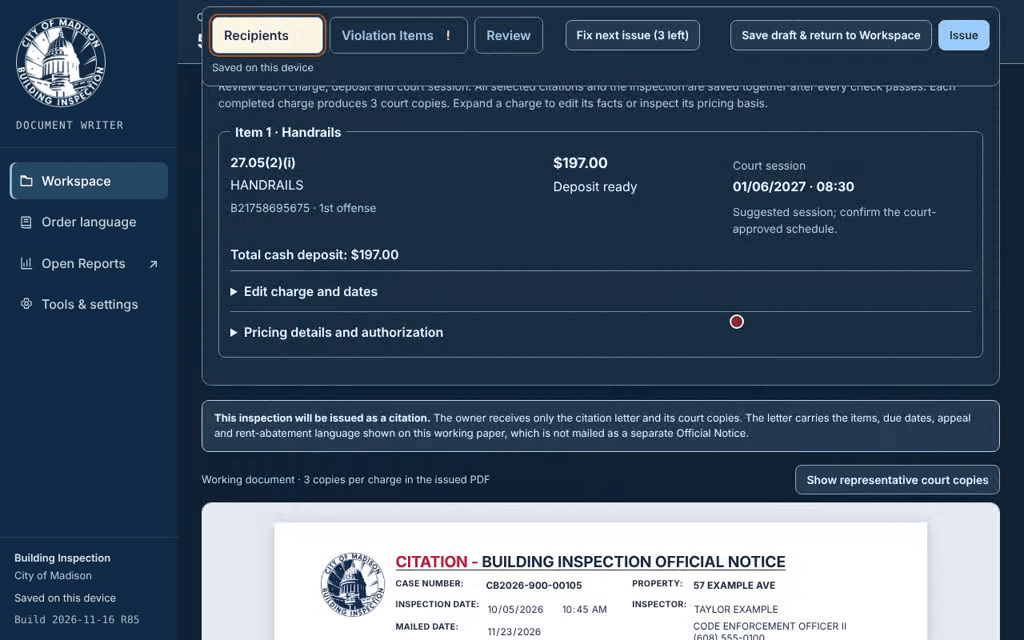 CITY OF MADISON
BUILDING INSPECTION
DOCUMENT WRITER
Workspace
Order language
Open Reports ↗
Tools & settings
Building Inspection
City of Madison
Saved on this device
Build 2026-11-16 R85
Recipients
Violation Items !
Review
Fix next issue (3 left)
Save draft & return to Workspace
Issue
Saved on this device
Review each charge, deposit and court session. All selected citations and the inspection are saved together after every check passes. Each
completed charge produces 3 court copies. Expand a charge to edit its facts or inspect its pricing basis.
Item 1 · Handrails
27.05(2)(i)
HANDRAILS
B21758695675 · 1st offense
$197.00
Deposit ready
Court session
01/06/2027 · 08:30
Suggested session; confirm the court-
approved schedule.
Total cash deposit: $197.00
▶ Edit charge and dates
▶ Pricing details and authorization
This inspection will be issued as a citation. The owner receives only the citation letter and its court copies. The letter carries the items, due dates, appeal
and rent-abatement language shown on this working paper, which is not mailed as a separate Official Notice.
Working document · 3 copies per charge in the issued PDF
Show representative court copies
CITY OF MADISON
BUILDING INSPECTION
CITATION - BUILDING INSPECTION OFFICIAL NOTICE
CASE NUMBER: CB2026-900-00105 PROPERTY: 57 EXAMPLE AVE
INSPECTION DATE: 10/05/2026 10:45 AM INSPECTOR: TAYLOR EXAMPLE
MAILED DATE: 11/23/2026 CODE ENFORCEMENT OFFICER II
(608) 555-0100